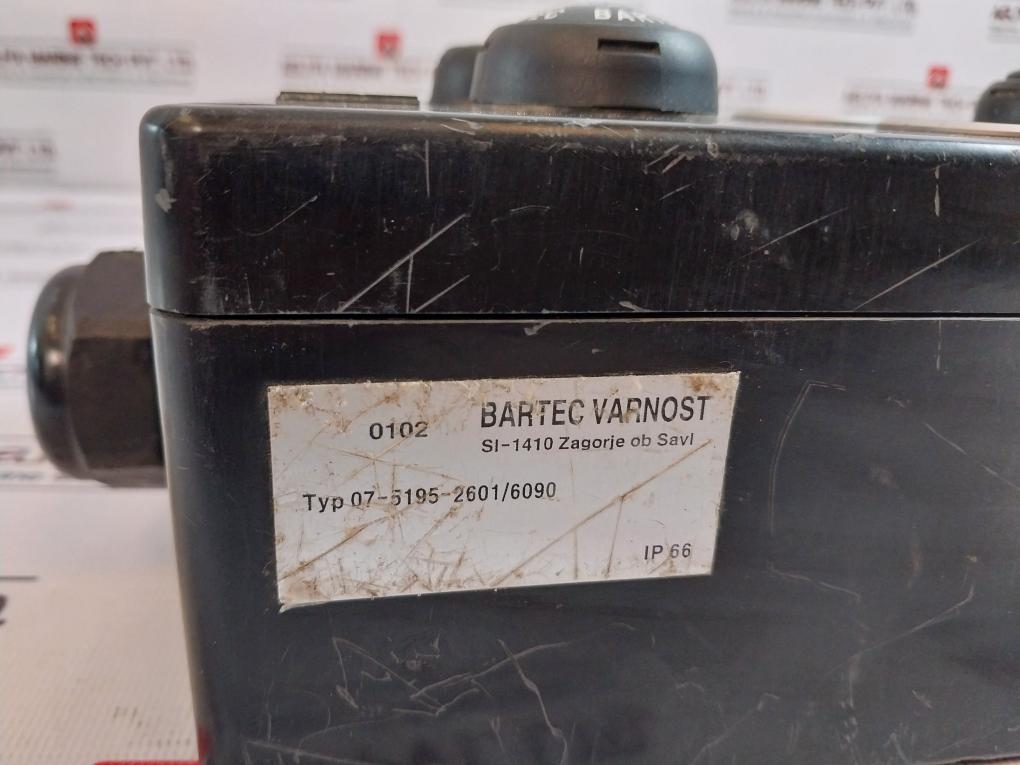 0102
BARTEC VARNOST
SI-1410 Zagorje ob Savi
Typ 07-5195-2601/6090
IP 66